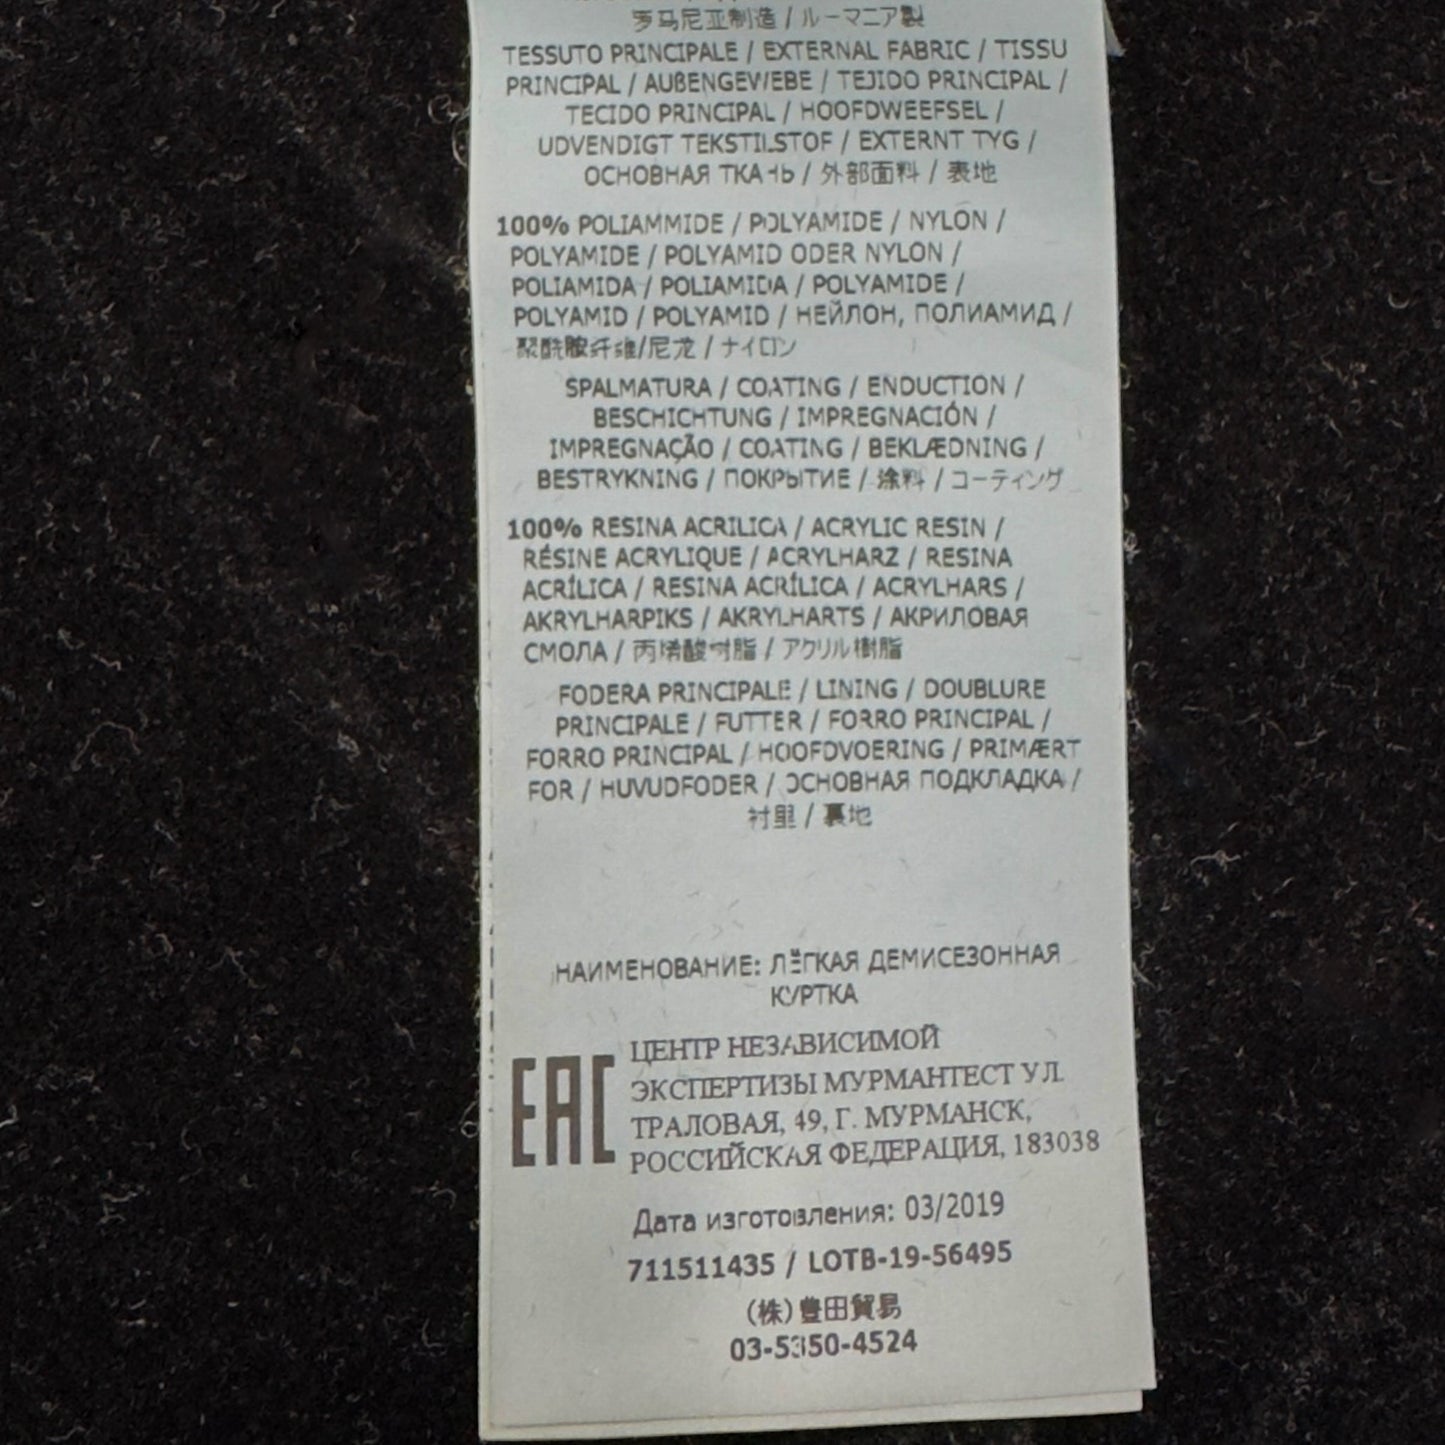 罗马尼亚制造 / ルーマニア製
TESSUTO PRINCIPALE / EXTERNAL FABRIC / TISSU
PRINCIPAL / AUßENGEWEBE / TEJIDO PRINCIPAL /
TECIDO PRINCIPAL / HOOFDWEEFSEL /
UDVENDIGT TEKSTILSTOF / EXTERNT TYG /
ОСНОВНАЯ ТКАНЬ / 外部面料 / 表地
100% POLIAMMIDE / POLYAMIDE / NYLON /
POLYAMIDE / POLYAMID ODER NYLON /
POLIAMIDA / POLIAMIDA / POLYAMIDE /
POLYAMID / POLYAMID / НЕЙЛОН, ПОЛИАМИД /
聚酰胺纤维/尼龙 / ナイロン
SPALMATURA / COATING / ENDUCTION /
BESCHICHTUNG / IMPREGNACIÓN /
IMPREGNAÇÃO / COATING / BEKLÆDNING /
BESTRYKNING / ПОКРЫТИЕ / 涂料 / コーティング
100% RESINA ACRILICA / ACRYLIC RESIN /
RÉSINE ACRYLIQUE / ACRYLHARZ / RESINA
ACRÍLICA / RESINA ACRÍLICA / ACRYLHARS /
AKRYLHARPIKS / AKRYLHARTS / АКРИЛОВАЯ
СМОЛА / 丙烯酸树脂 / アクリル樹脂
FODERA PRINCIPALE / LINING / DOUBLURE
PRINCIPALE / FUTTER / FORRO PRINCIPAL /
FORRO PRINCIPAL / HOOFDVOERING / PRIMÆRT
FOR / HUVUDFODER / ОСНОВНАЯ ПОДКЛАДКА /
衬里 / 裏地
НАИМЕНОВАНИЕ: ЛЁГКАЯ ДЕМИСЕЗОННАЯ
КУРТКА
EAC
ЦЕНТР НЕЗАВИСИМОЙ
ЭКСПЕРТИЗЫ МУРМАНТЕСТ УЛ.
ТРАЛОВАЯ, 49, Г. МУРМАНСК,
РОССИЙСКАЯ ФЕДЕРАЦИЯ, 183038
Дата изготовления: 03/2019
711511435 / LOTB-19-56495
(株)豊田貿易
03-5350-4524